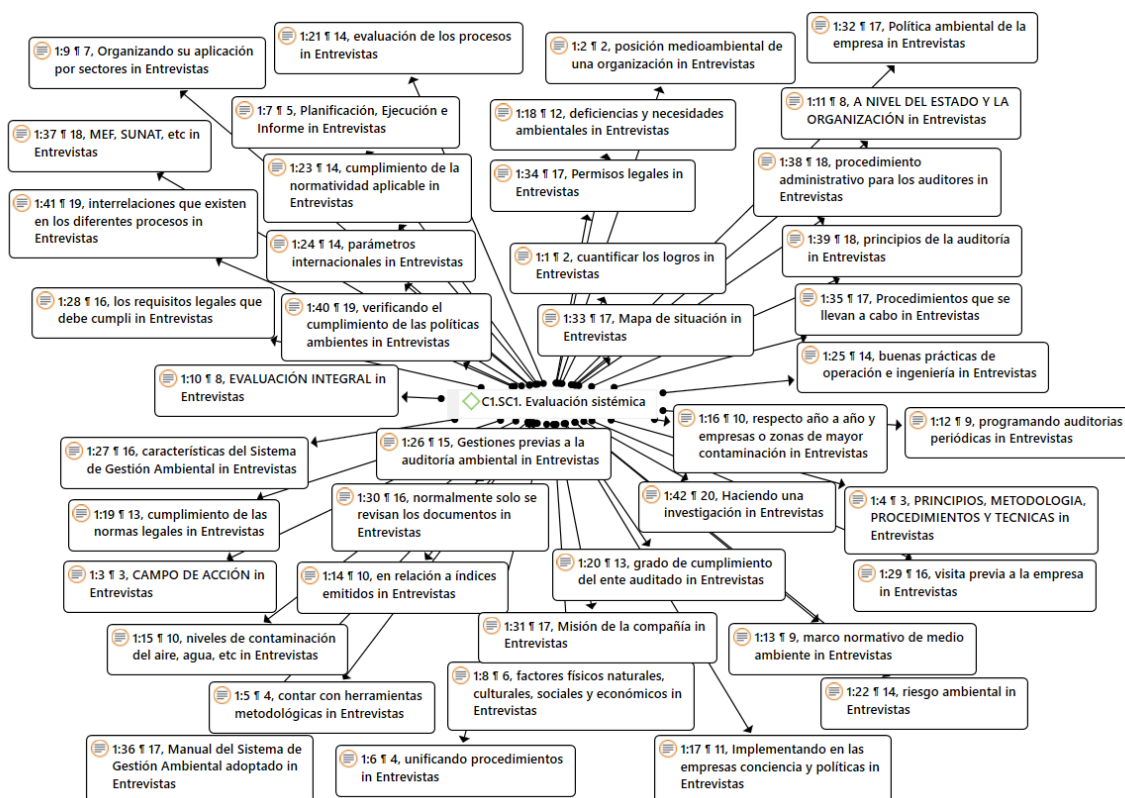 1:32 ¶ 17, Política ambiental de la
empresa in Entrevistas
1:21 ¶ 14, evaluación de los procesos
in Entrevistas
1:9 ¶ 7, Organizando su aplicación
por sectores in Entrevistas
1:2 ¶ 2, posición medioambiental de
una organización in Entrevistas
1:11 ¶ 8, A NIVEL DEL ESTADO Y LA
ORGANIZACIÓN in Entrevistas
1:7 ¶ 5, Planificación, Ejecución e
Informe in Entrevistas
1:18 ¶ 12, deficiencias y necesidades
ambientales in Entrevistas
1:37 ¶ 18, MEF, SUNAT, etc in
Entrevistas
1:23 ¶ 14, cumplimiento de la
normatividad aplicable in
Entrevistas
1:34 ¶ 17, Permisos legales in
Entrevistas
1:38 ¶ 18, procedimiento
administrativo para los auditores in
Entrevistas
1:41 ¶ 19, interrelaciones que existen
en los diferentes procesos in
Entrevistas
1:24 ¶ 14, parámetros
internacionales in Entrevistas
1:1 ¶ 2, cuantificar los logros in
Entrevistas
1:39 ¶ 18, principios de la auditoría
in Entrevistas
1:28 ¶ 16, los requisitos legales que
debe cumpli in Entrevistas
1:40 ¶ 19, verificando el
cumplimiento de las políticas
ambientes in Entrevistas
1:33 ¶ 17, Mapa de situación in
Entrevistas
1:35 ¶ 17, Procedimientos que se
llevan a cabo in Entrevistas
1:25 ¶ 14, buenas prácticas de
operación e ingeniería in Entrevistas
1:10 ¶ 8, EVALUACIÓN INTEGRAL in
Entrevistas
C1.SC1. Evaluación sistémica
1:16 ¶ 10, respecto año a año y
empresas o zonas de mayor
contaminación in Entrevistas
1:12 ¶ 9, programando auditorias
periódicas in Entrevistas
1:27 ¶ 16, características del Sistema
de Gestión Ambiental in Entrevistas
1:26 ¶ 15, Gestiones previas a la
auditoría ambiental in Entrevistas
1:30 ¶ 16, normalmente solo se
revisan los documentos in
Entrevistas
1:42 ¶ 20, Haciendo una
investigación in Entrevistas
1:4 ¶ 3, PRINCIPIOS, METODOLOGIA,
PROCEDIMIENTOS Y TECNICAS in
Entrevistas
1:19 ¶ 13, cumplimiento de las
normas legales in Entrevistas
1:3 ¶ 3, CAMPO DE ACCIÓN in
Entrevistas
1:14 ¶ 10, en relación a índices
emitidos in Entrevistas
1:20 ¶ 13, grado de cumplimiento
del ente auditado in Entrevistas
1:29 ¶ 16, visita previa a la empresa
in Entrevistas
1:15 ¶ 10, niveles de contaminación
del aire, agua, etc in Entrevistas
1:31 ¶ 17, Misión de la compañía in
Entrevistas
1:13 ¶ 9, marco normativo de medio
ambiente in Entrevistas
1:5 ¶ 4, contar con herramientas
metodológicas in Entrevistas
1:8 ¶ 6, factores físicos naturales,
culturales, sociales y económicos in
Entrevistas
1:22 ¶ 14, riesgo ambiental in
Entrevistas
1:36 ¶ 17, Manual del Sistema de
Gestión Ambiental adoptado in
Entrevistas
1:6 ¶ 4, unificando procedimientos
in Entrevistas
1:17 ¶ 11, Implementando en las
empresas conciencia y políticas in
Entrevistas